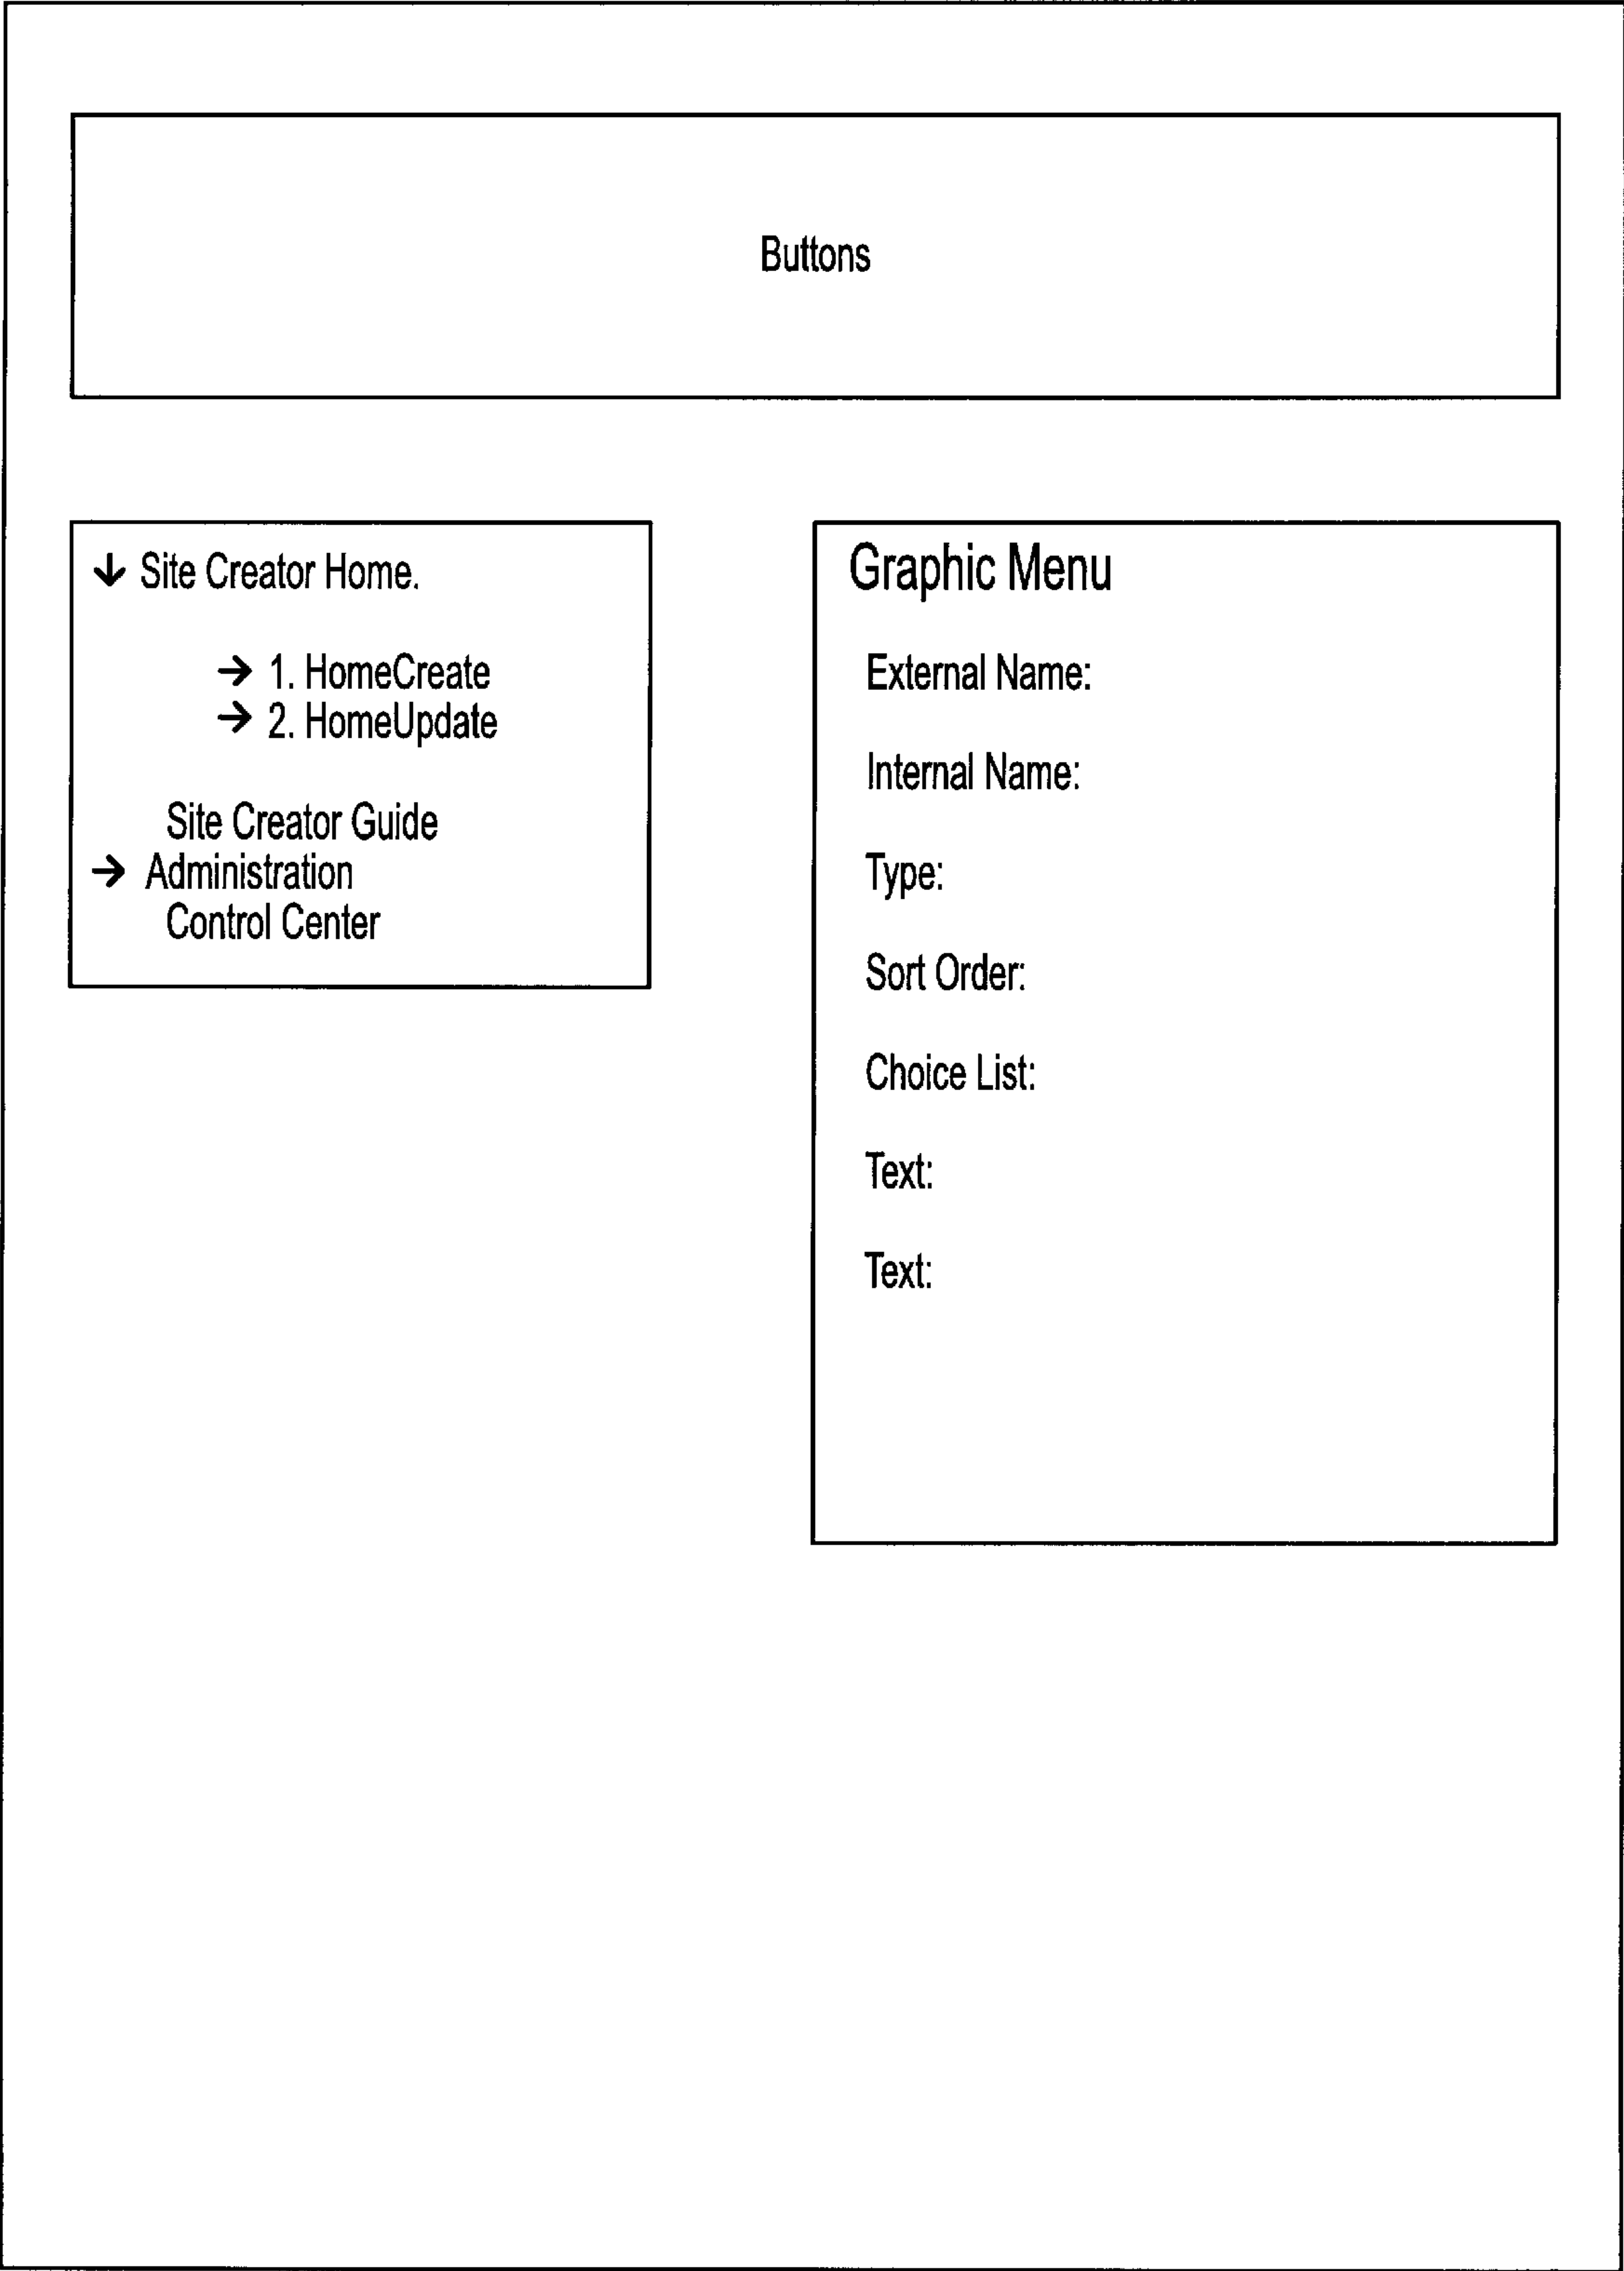 Buttons
↓ Site Creator Home.
→ 1. HomeCreate
→ 2. HomeUpdate
Site Creator Guide
→ Administration
Control Center
Graphic Menu
External Name:
Internal Name:
Type:
Sort Order:
Choice List:
Text:
Text: